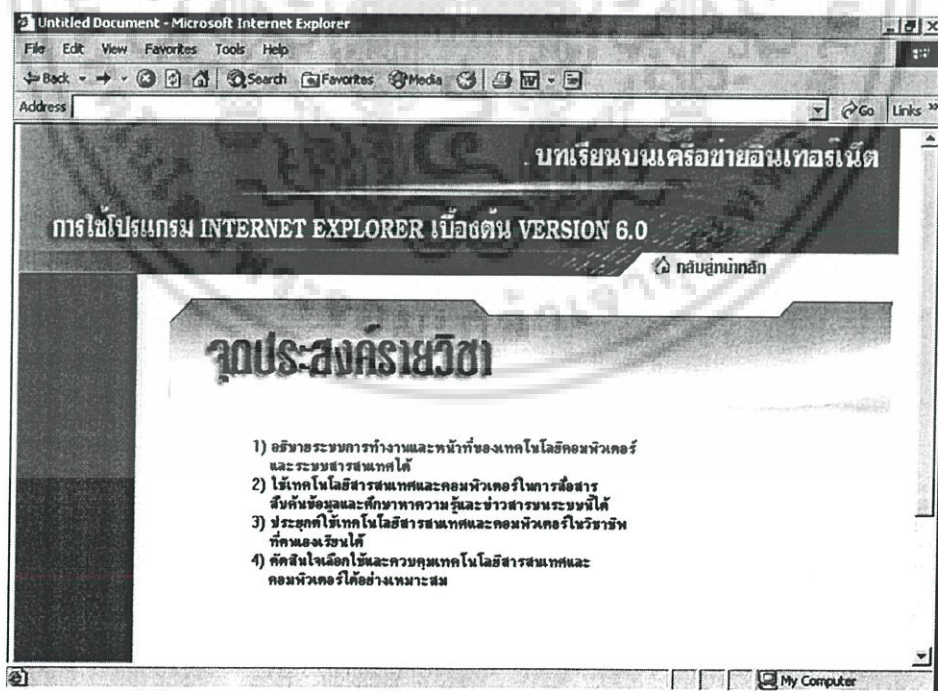 Untitled Document - Microsoft Internet Explorer
File Edit View Favorites Tools Help
Back Search Favorites Media
Address Go Links »
บทเรียนบนเครือข่ายอินเทอร์เน็ต
การใช้โปรแกรม INTERNET EXPLORER เบื้องต้น VERSION 6.0
กลับสู่หน้าหลัก
จุดประสงค์รายวิชา
1) อธิบายระบบการทำงานและหน้าที่ของเทคโนโลยีคอมพิวเตอร์
และระบบสารสนเทศได้
2) ใช้เทคโนโลยีสารสนเทศและคอมพิวเตอร์ในการสื่อสาร
สืบค้นข้อมูลและศึกษาหาความรู้และข่าวสารบนระบบนี้ได้
3) ประยุกต์ใช้เทคโนโลยีสารสนเทศและคอมพิวเตอร์ในวิชาชีพ
ที่ตนเองเรียนได้
4) ตัดสินใจเลือกใช้และควบคุมเทคโนโลยีสารสนเทศและ
คอมพิวเตอร์ได้อย่างเหมาะสม
My Computer